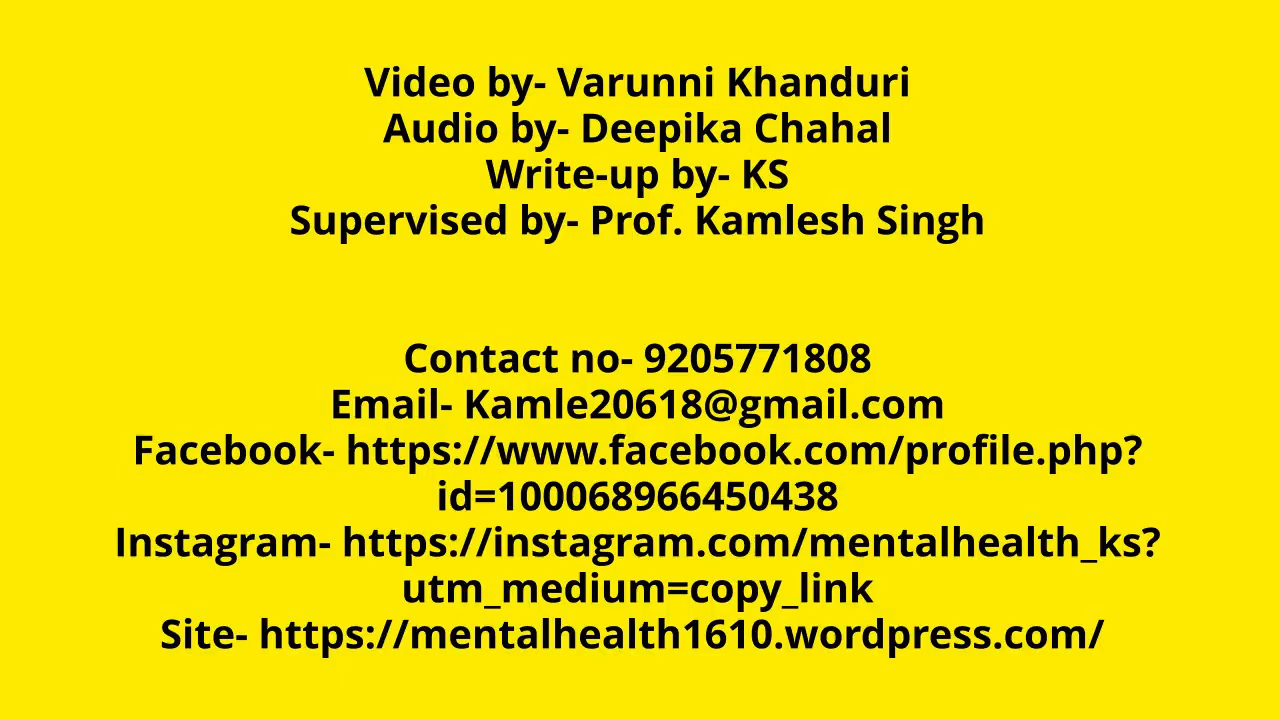 Video by- Varunni Khanduri
Audio by- Deepika Chahal
Write-up by- KS
Supervised by- Prof. Kamlesh Singh
Contact no- 9205771808
Email- Kamle20618@gmail.com
Facebook- https://www.facebook.com/profile.php?
id=100068966450438
Instagram- https://instagram.com/mentalhealth_ks?
utm_medium=copy_link
Site- https://mentalhealth1610.wordpress.com/